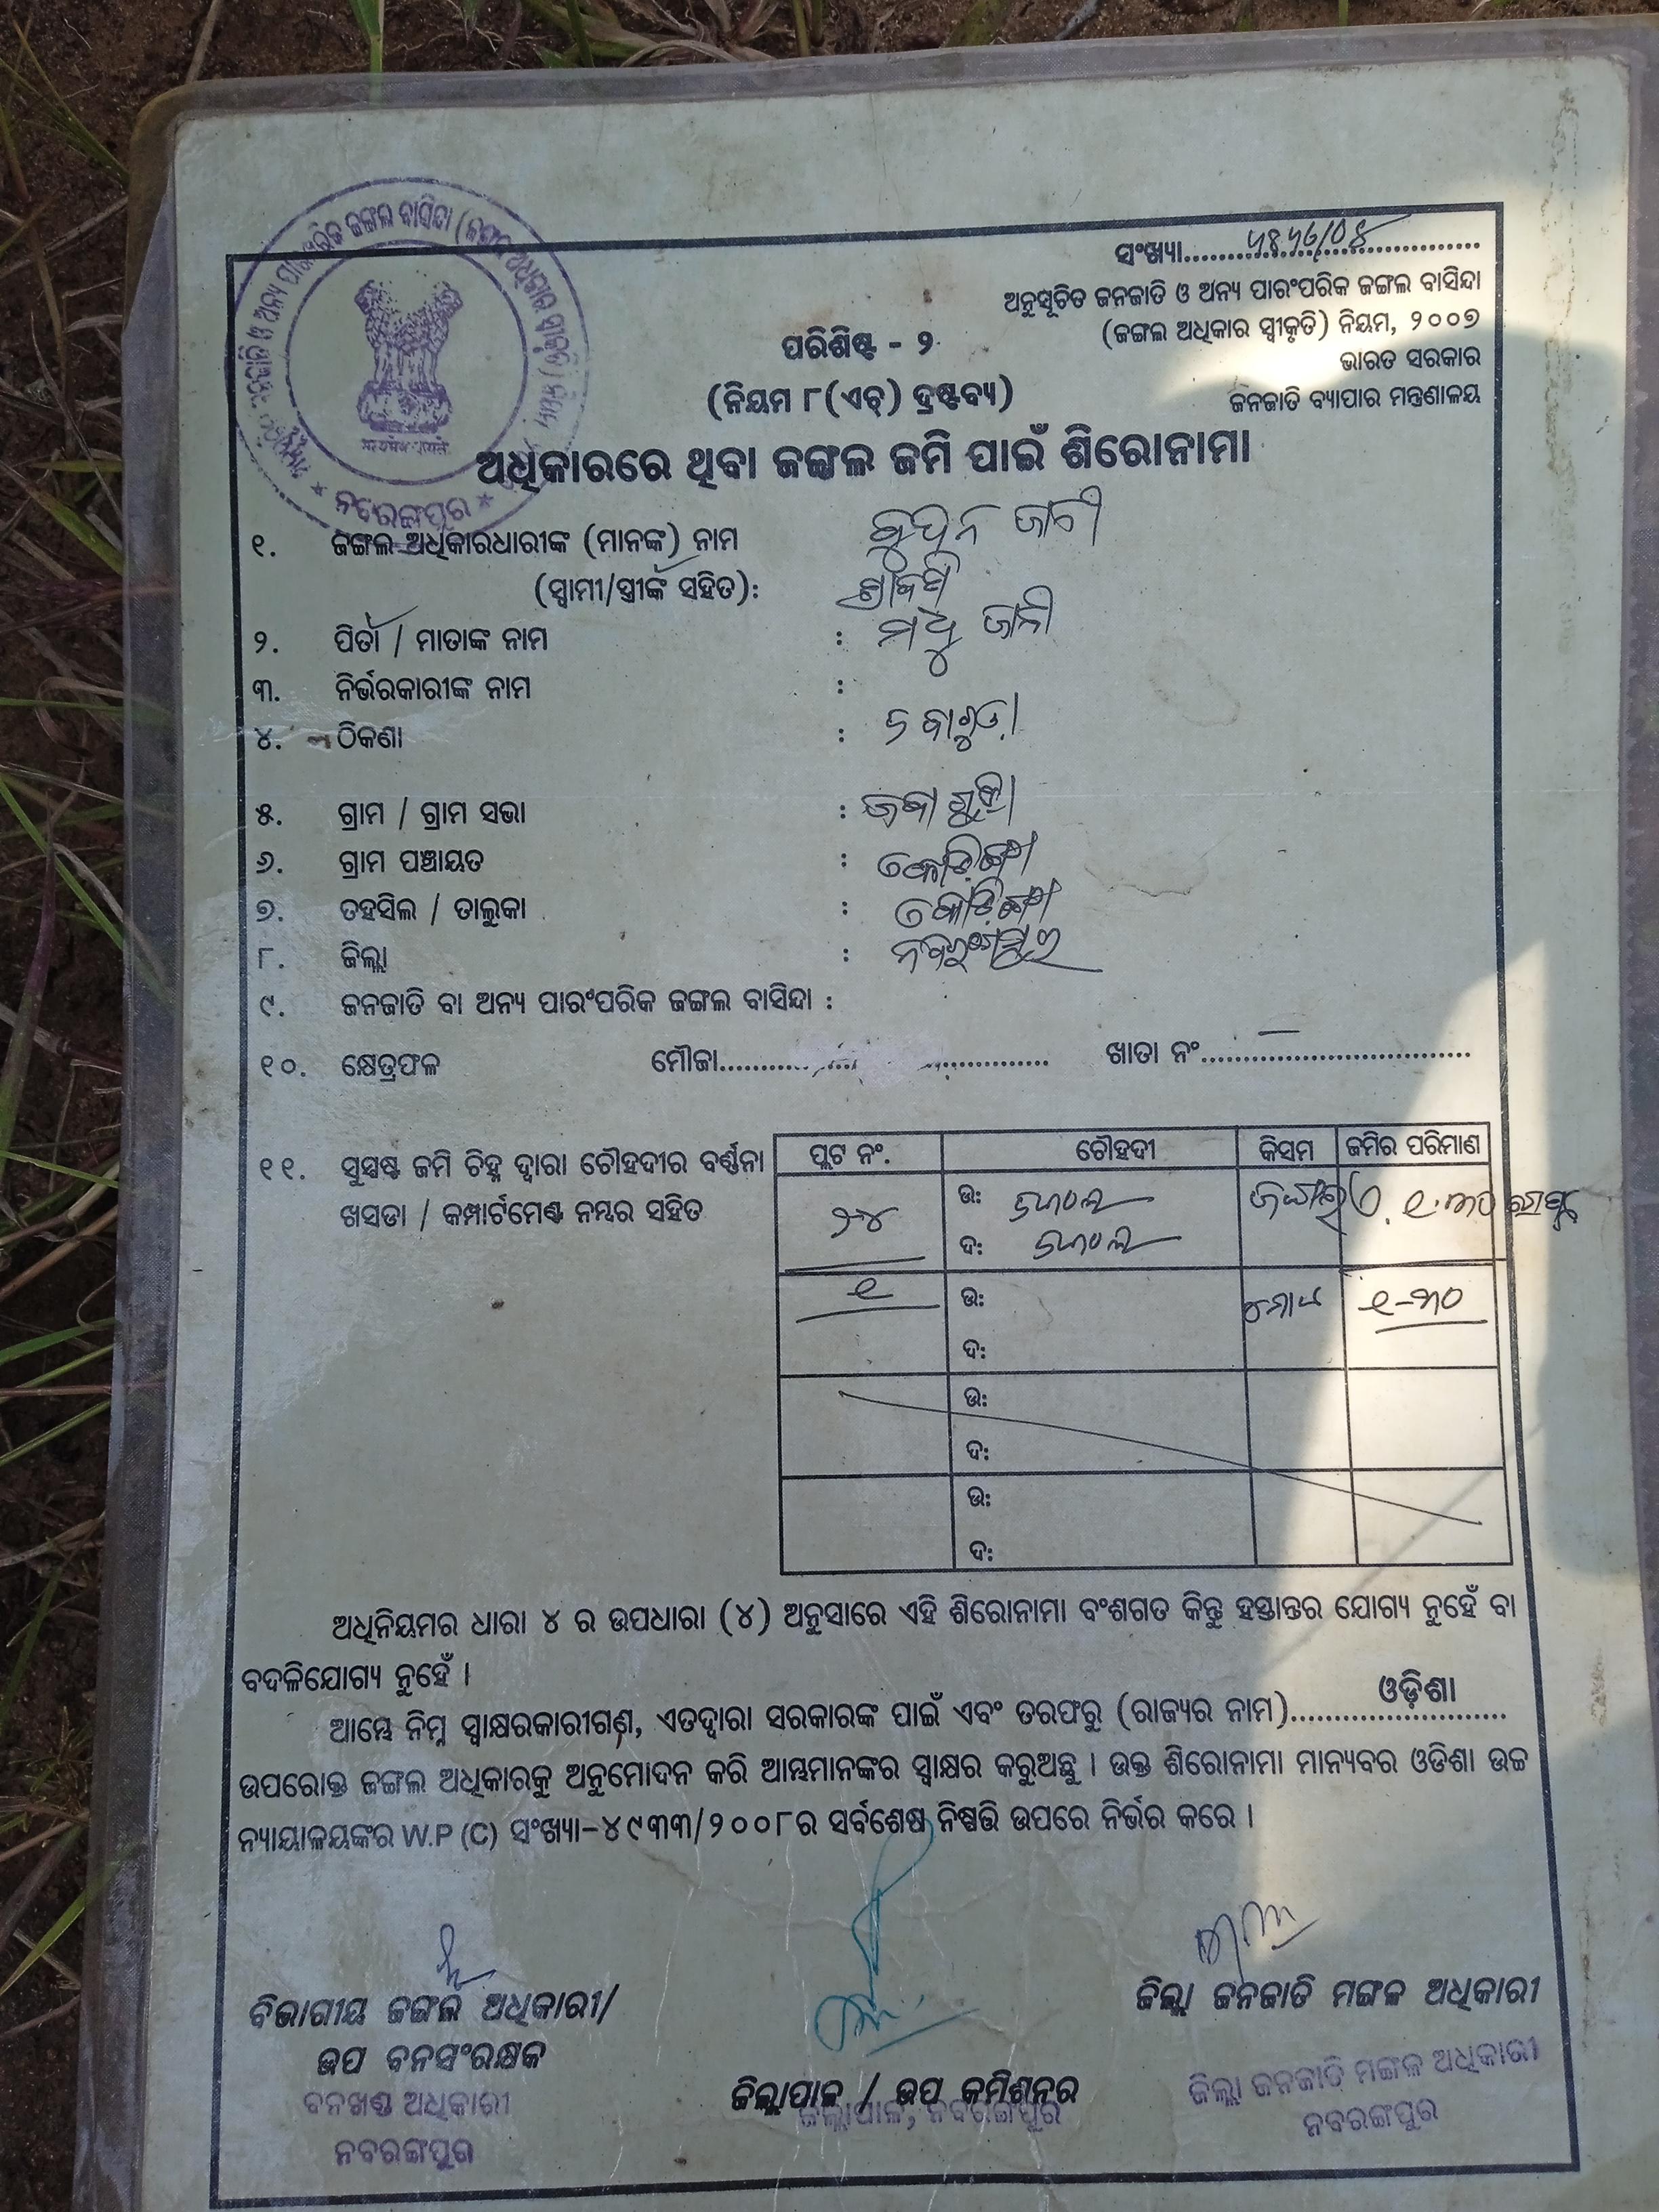 ସଂଖ୍ୟା
ଅନୁସୂଚିତ ଜନଜାତି ଓ ଅନ୍ୟ ପାରଂପରିକ ଜଙ୍ଗଲ ବାସିନ୍ଦା
(ଜଙ୍ଗଲ ଅଧିକାର ସ୍ୱୀକୃତି) ନିୟମ, ୨୦୦୭
ଭାରତ ସରକାର
ଜନଜାତି ବ୍ୟାପାର ମନ୍ତ୍ରଣାଳୟ
ପରିଶିଷ୍ଟ - ୨
(ନିୟମ ୮(ଏଚ୍) ଦ୍ରଷ୍ଟବ୍ୟ)
ନବରଙ୍ଗପୁର
ଅଧିକାରରେ ଥିବା ଜଙ୍ଗଲ ଜମି ପାଇଁ ଶିରୋନାମା
୧. ଜଙ୍ଗଲ ଅଧିକାରଧାରୀଙ୍କ (ମାନଙ୍କ) ନାମ
(ସ୍ୱାମୀ/ସ୍ତ୍ରୀଙ୍କ ସହିତ):
୨. ପିତା / ମାତାଙ୍କ ନାମ : ମଧୁ ଜାନୀ
୩. ନିର୍ଭରକାରୀଙ୍କ ନାମ :
୪. ଠିକଣା :
୫. ଗ୍ରାମ / ଗ୍ରାମ ସଭା :
୬. ଗ୍ରାମ ପଞ୍ଚାୟତ : କୋଡ଼ିଙ୍ଗା
୭. ତହସିଲ / ତାଲୁକା : କୋଡ଼ିଙ୍ଗା
୮. ଜିଲ୍ଲା : ନବରଂଗପୁର
୯. ଜନଜାତି ବା ଅନ୍ୟ ପାରଂପରିକ ଜଙ୍ଗଲ ବାସିନ୍ଦା :
୧୦. କ୍ଷେତ୍ରଫଳ ମୌଜା ଖାତା ନଂ
୧୧. ସୁସ୍ପଷ୍ଟ ଜମି ଚିହ୍ନ ଦ୍ୱାରା ଚୌହଦୀର ବର୍ଣ୍ଣନା
ଖସଡା / କମ୍ପାର୍ଟମେଣ୍ଟ ନମ୍ବର ସହିତ
ପ୍ଲଟ ନଂ. ଚୌହଦୀ କିସମ ଜମିର ପରିମାଣ
ଉଃ
ଦଃ
୧ ଉଃ ୧-୩୦
ଦଃ
ଉଃ
ଦଃ
ଉଃ
ଦଃ
ଅଧିନିୟମର ଧାରା ୪ ର ଉପଧାରା (୪) ଅନୁସାରେ ଏହି ଶିରୋନାମା ବଂଶଗତ କିନ୍ତୁ ହସ୍ତାନ୍ତର ଯୋଗ୍ୟ ନୁହେଁ ବା
ବଦଳିଯୋଗ୍ୟ ନୁହେଁ ।
ଆମ୍ଭେ ନିମ୍ନ ସ୍ୱାକ୍ଷରକାରୀଗଣ, ଏତଦ୍ୱାରା ସରକାରଙ୍କ ପାଇଁ ଏବଂ ତରଫରୁ (ରାଜ୍ୟର ନାମ) ଓଡ଼ିଶା
ଉପରୋକ୍ତ ଜଙ୍ଗଲ ଅଧିକାରକୁ ଅନୁମୋଦନ କରି ଆମ୍ଭମାନଙ୍କର ସ୍ୱାକ୍ଷର କରୁଅଛୁ । ଉକ୍ତ ଶିରୋନାମା ମାନ୍ୟବର ଓଡିଶା ଉଚ୍ଚ
ନ୍ୟାୟାଳୟଙ୍କର W.P (C) ସଂଖ୍ୟା-୪୯୩୩/୨୦୦୮ର ସର୍ବଶେଷ ନିଷ୍ପତ୍ତି ଉପରେ ନିର୍ଭର କରେ ।
ବିଭାଗୀୟ ଜଙ୍ଗଲ ଅଧିକାରୀ/
ଉପ ବନସଂରକ୍ଷକ
ବନଖଣ୍ଡ ଅଧିକାରୀ
ନବରଙ୍ଗପୁର
ଜିଲ୍ଲାପାଳ / ଉପ କମିଶନର
ଜିଲ୍ଲାପାଳ, ନବରଙ୍ଗପୁର
ଜିଲ୍ଲା ଜନଜାତି ମଙ୍ଗଳ ଅଧିକାରୀ
ଜିଲ୍ଲା ଜନଜାତି ମଙ୍ଗଳ ଅଧିକାରୀ
ନବରଙ୍ଗପୁର